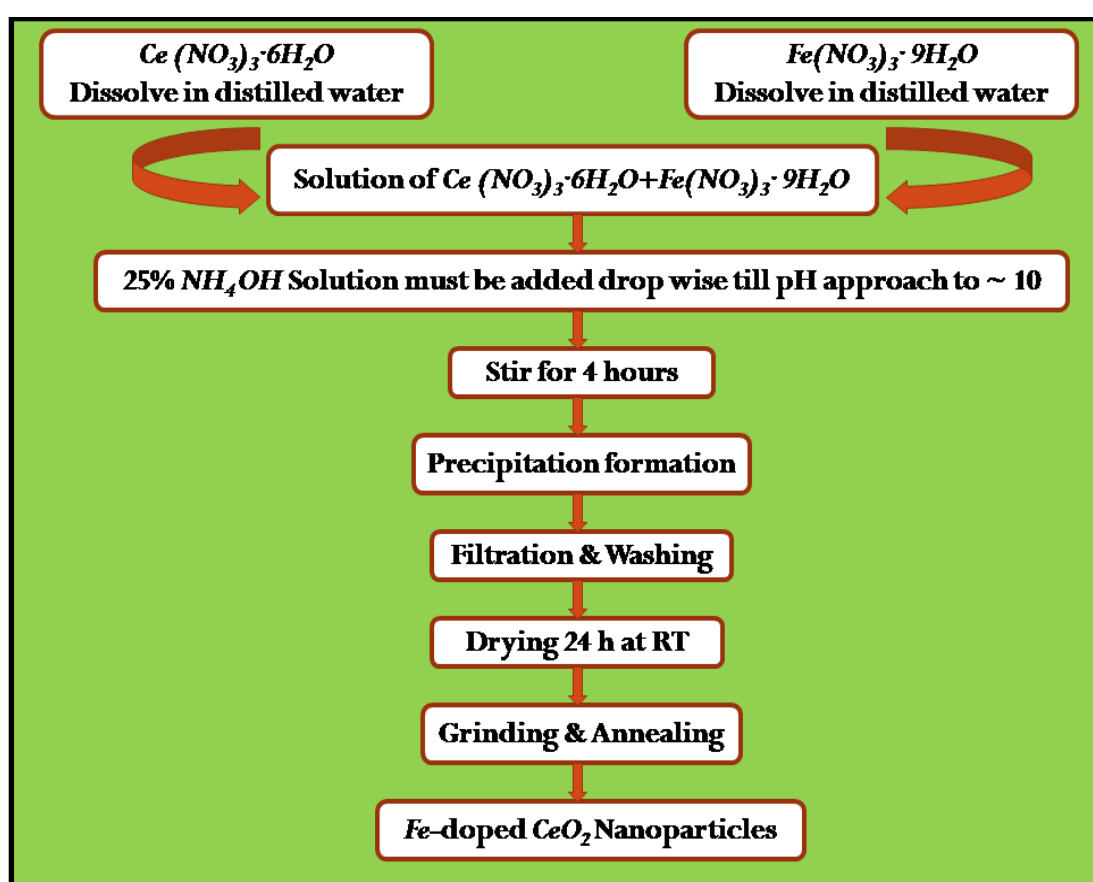 Ce (NO₃)₃·6H₂O
Dissolve in distilled water
Fe(NO₃)₃· 9H₂O
Dissolve in distilled water
Solution of Ce (NO₃)₃·6H₂O+Fe(NO₃)₃· 9H₂O
25% NH₄OH Solution must be added drop wise till pH approach to ~ 10
Stir for 4 hours
Precipitation formation
Filtration & Washing
Drying 24 h at RT
Grinding & Annealing
Fe-doped CeO₂ Nanoparticles